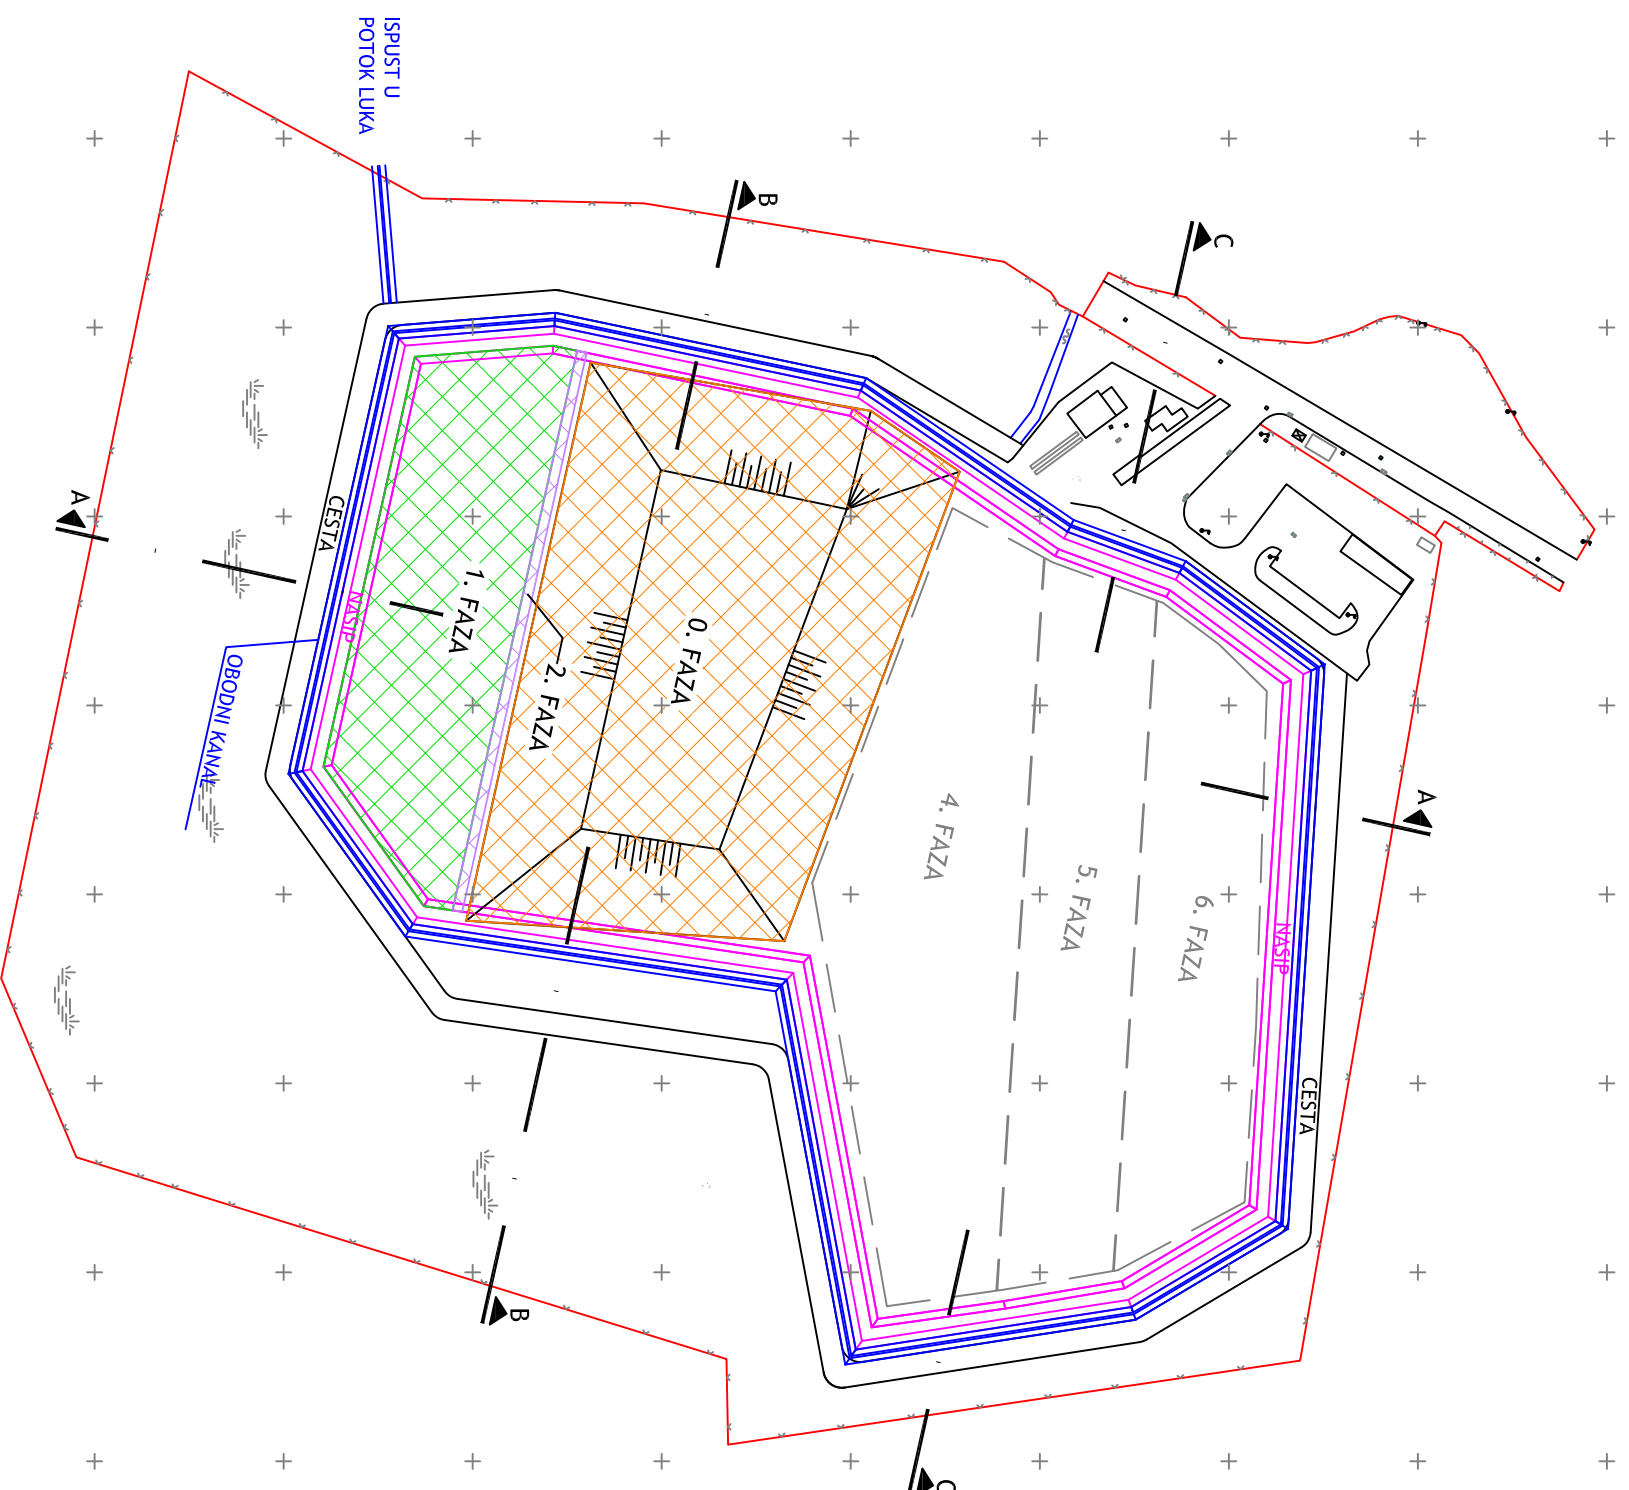 ISPUST U
POTOK LUKA
B
C
A
CESTA
NASIP
1. FAZA
0. FAZA
2. FAZA
OBODNI KANAL
4. FAZA
5. FAZA
6. FAZA
A
NASIP
CESTA
B
C